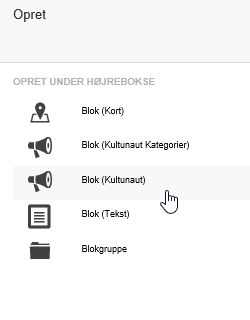 Opret
OPRET UNDER HØJREBOKSE
Blok (Kort)
Blok (Kultunaut Kategorier)
Blok (Kultunaut)
Blok (Tekst)
Blokgruppe